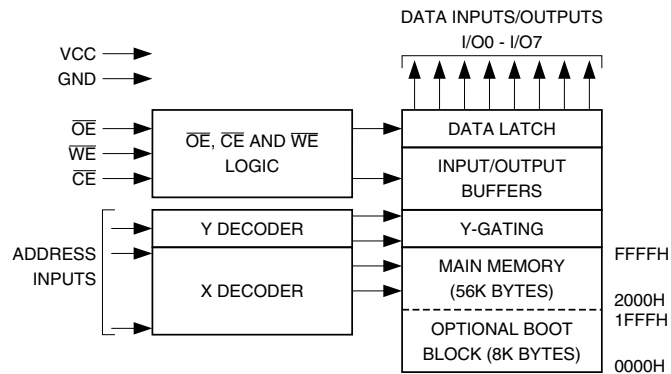 DATA INPUTS/OUTPUTS
I/O0 - I/O7
VCC
GND
OE
WE
CE
OE, CE AND WE
LOGIC
DATA LATCH
INPUT/OUTPUT
BUFFERS
ADDRESS
INPUTS
Y DECODER
Y-GATING
X DECODER
MAIN MEMORY
(56K BYTES)
OPTIONAL BOOT
BLOCK (8K BYTES)
FFFFH
2000H
1FFFH
0000H